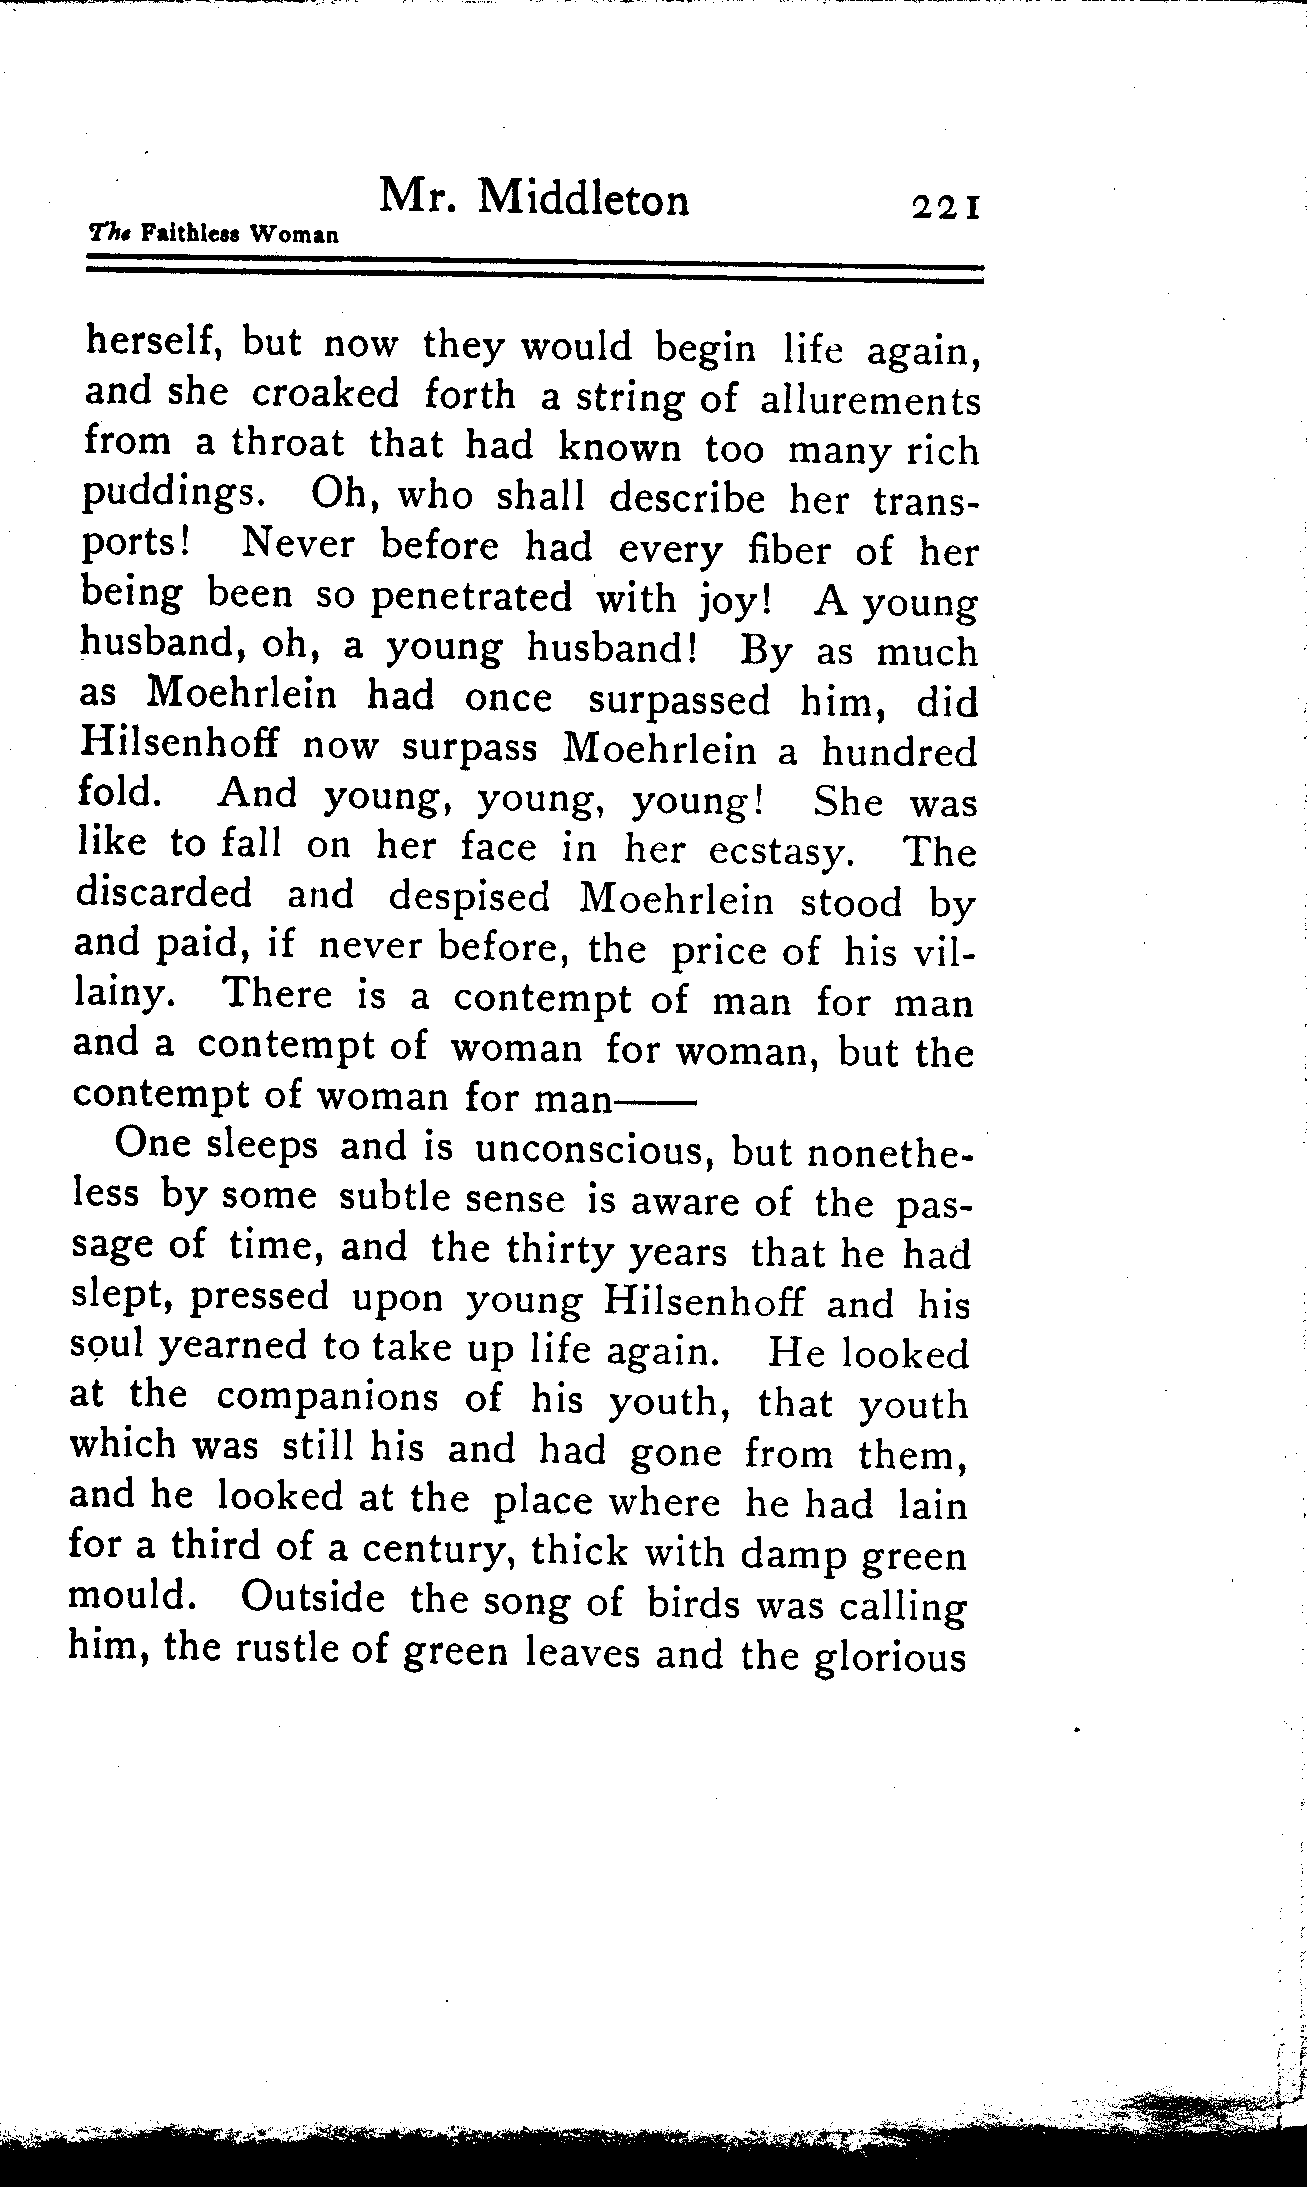 Mr. Middleton 221
The Faithless Woman
herself, but now they would begin life again,
and she croaked forth a string of allurements
from a throat that had known too many rich
puddings. Oh, who shall describe her trans-
ports! Never before had every fiber of her
being been so penetrated with joy! A young
husband, oh, a young husband! By as much
as Moehrlein had once surpassed him, did
Hilsenhoff now surpass Moehrlein a hundred
fold. And young, young, young! She was
like to fall on her face in her ecstasy. The
discarded and despised Moehrlein stood by
and paid, if never before, the price of his vil-
lainy. There is a contempt of man for man
and a contempt of woman for woman, but the
contempt of woman for man——
One sleeps and is unconscious, but nonethe-
less by some subtle sense is aware of the pas-
sage of time, and the thirty years that he had
slept, pressed upon young Hilsenhoff and his
soul yearned to take up life again. He looked
at the companions of his youth, that youth
which was still his and had gone from them,
and he looked at the place where he had lain
for a third of a century, thick with damp green
mould. Outside the song of birds was calling
him, the rustle of green leaves and the glorious